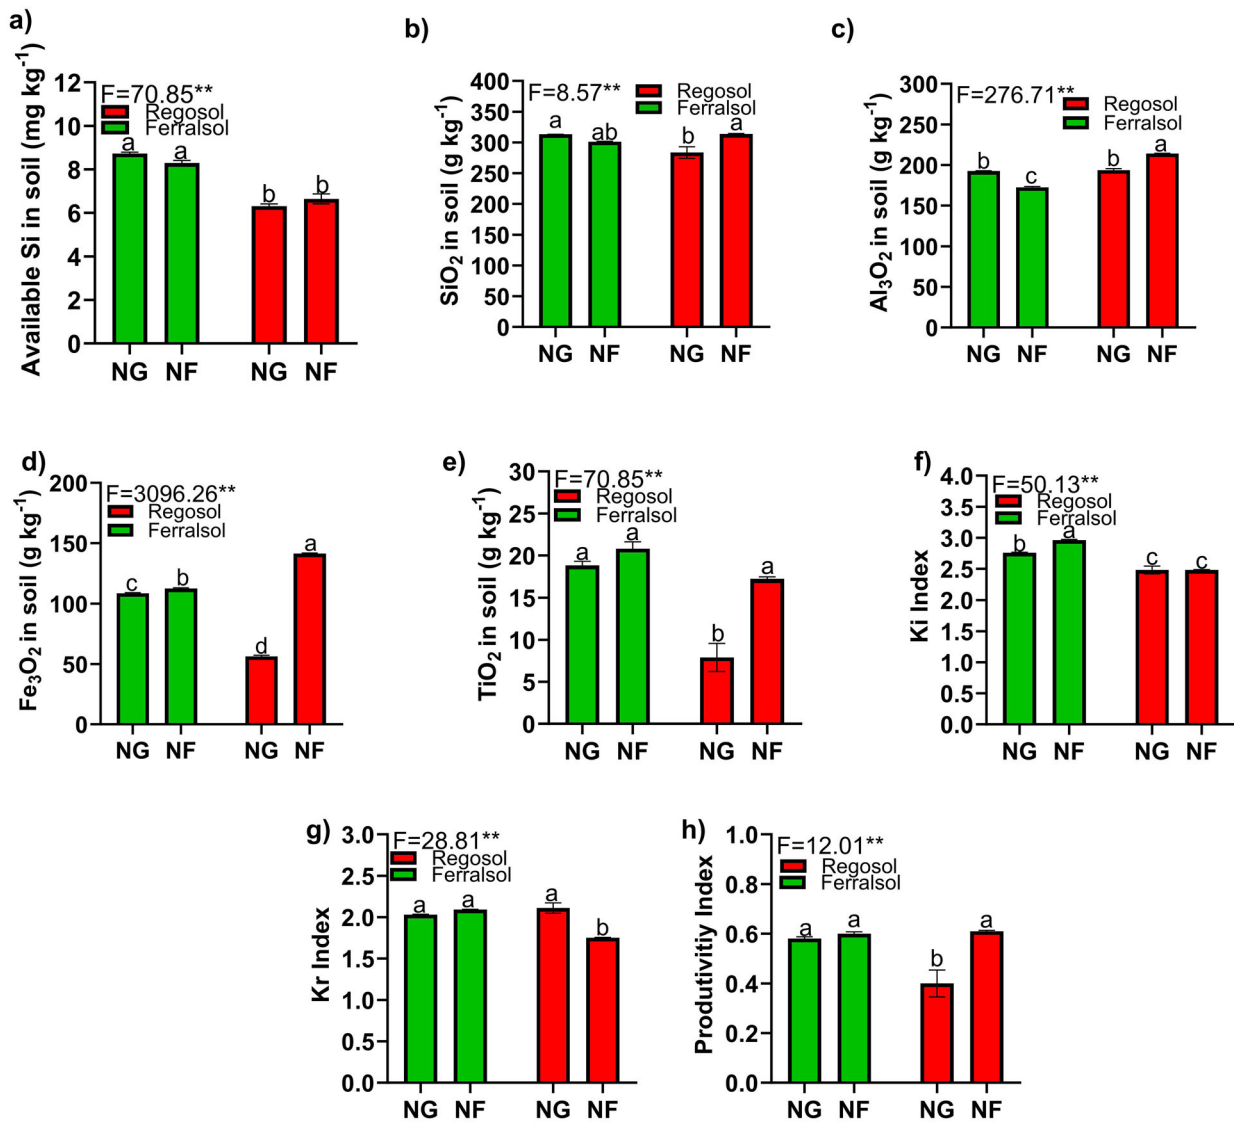 a)
Available Si in soil (mg kg⁻¹)
F=70.85**
Regosol
Ferralsol
12
10
8
6
4
2
0
a
a
b
b
NG NF NG NF
b)
SiO₂ in soil (g kg⁻¹)
F=8.57**
Regosol
Ferralsol
400
350
300
250
200
150
100
50
0
a
ab
b
a
NG NF NG NF
c)
Al₃O₂ in soil (g kg⁻¹)
F=276.71**
Regosol
Ferralsol
300
250
200
150
100
50
0
b
c
b
a
NG NF NG NF
d)
Fe₃O₂ in soil (g kg⁻¹)
F=3096.26**
Regosol
Ferralsol
200
150
100
50
0
c
b
d
a
NG NF NG NF
e)
TiO₂ in soil (g kg⁻¹)
F=70.85**
Regosol
Ferralsol
30
25
20
15
10
5
0
a
a
b
a
NG NF NG NF
f)
Ki Index
F=50.13**
Regosol
Ferralsol
4.0
3.5
3.0
2.5
2.0
1.5
1.0
0.5
0.0
b
a
c
c
NG NF NG NF
g)
Kr Index
F=28.81**
Regosol
Ferralsol
3.0
2.5
2.0
1.5
1.0
0.5
0.0
a
a
a
b
NG NF NG NF
h)
Produtivitiy Index
F=12.01**
Regosol
Ferralsol
1.0
0.8
0.6
0.4
0.2
0.0
a
a
b
a
NG NF NG NF